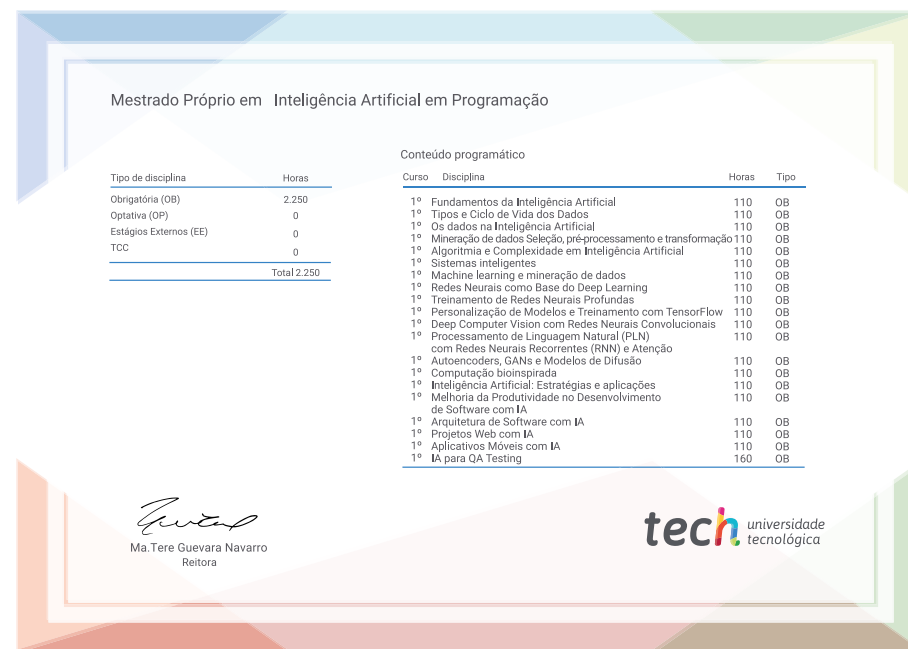 Mestrado Próprio em Inteligência Artificial em Programação
Tipo de disciplina Horas
Obrigatória (OB) 2.250
Optativa (OP) 0
Estágios Externos (EE) 0
TCC 0
Total 2.250
Conteúdo programático
Curso Disciplina Horas Tipo
1º Fundamentos da Inteligência Artificial 110 OB
1º Tipos e Ciclo de Vida dos Dados 110 OB
1º Os dados na Inteligência Artificial 110 OB
1º Mineração de dados Seleção, pré-processamento e transformação 110 OB
1º Algoritmia e Complexidade em Inteligência Artificial 110 OB
1º Sistemas inteligentes 110 OB
1º Machine learning e mineração de dados 110 OB
1º Redes Neurais como Base do Deep Learning 110 OB
1º Treinamento de Redes Neurais Profundas 110 OB
1º Personalização de Modelos e Treinamento com TensorFlow 110 OB
1º Deep Computer Vision com Redes Neurais Convolucionais 110 OB
1º Processamento de Linguagem Natural (PLN) 110 OB
com Redes Neurais Recorrentes (RNN) e Atenção
1º Autoencoders, GANs e Modelos de Difusão 110 OB
1º Computação bioinspirada 110 OB
1º Inteligência Artificial: Estratégias e aplicações 110 OB
1º Melhoria da Produtividade no Desenvolvimento 110 OB
de Software com IA
1º Arquitetura de Software com IA 110 OB
1º Projetos Web com IA 110 OB
1º Aplicativos Móveis com IA 110 OB
1º IA para QA Testing 160 OB
Ma.Tere Guevara Navarro
Reitora
tech universidade
tecnológica